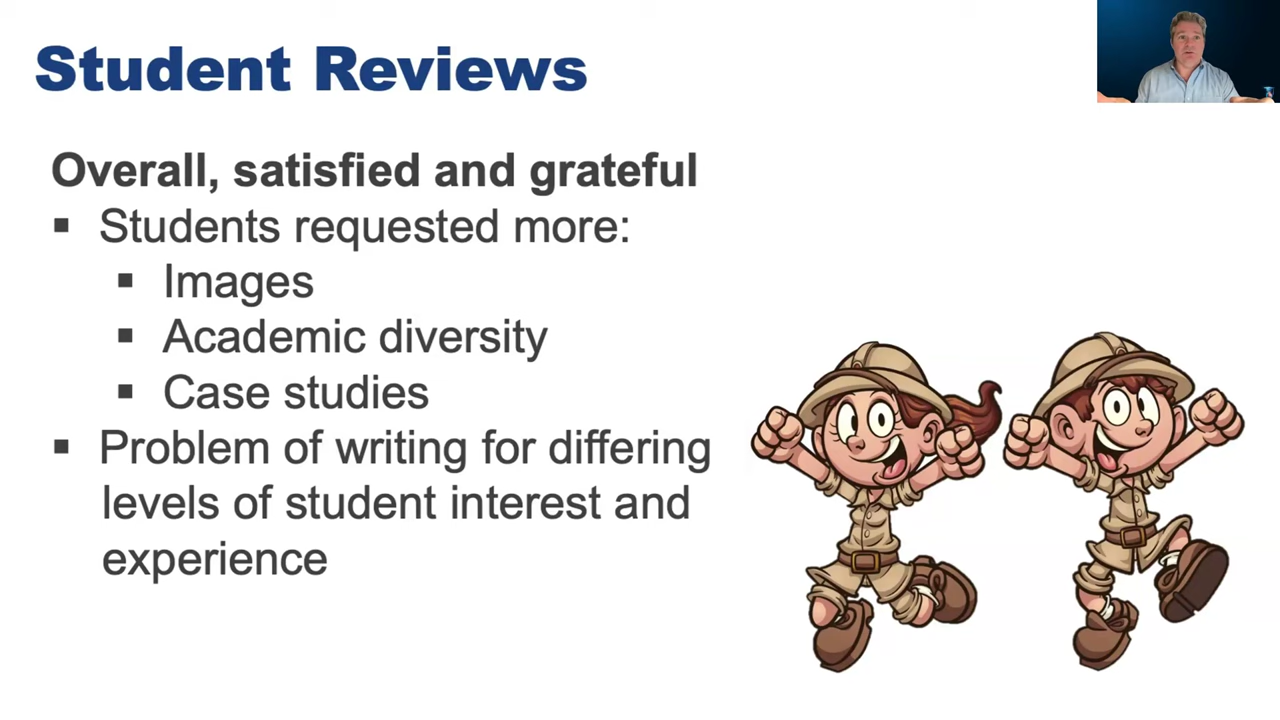 Student Reviews
Overall, satisfied and grateful
▪ Students requested more:
▪ Images
▪ Academic diversity
▪ Case studies
▪ Problem of writing for differing
levels of student interest and
experience